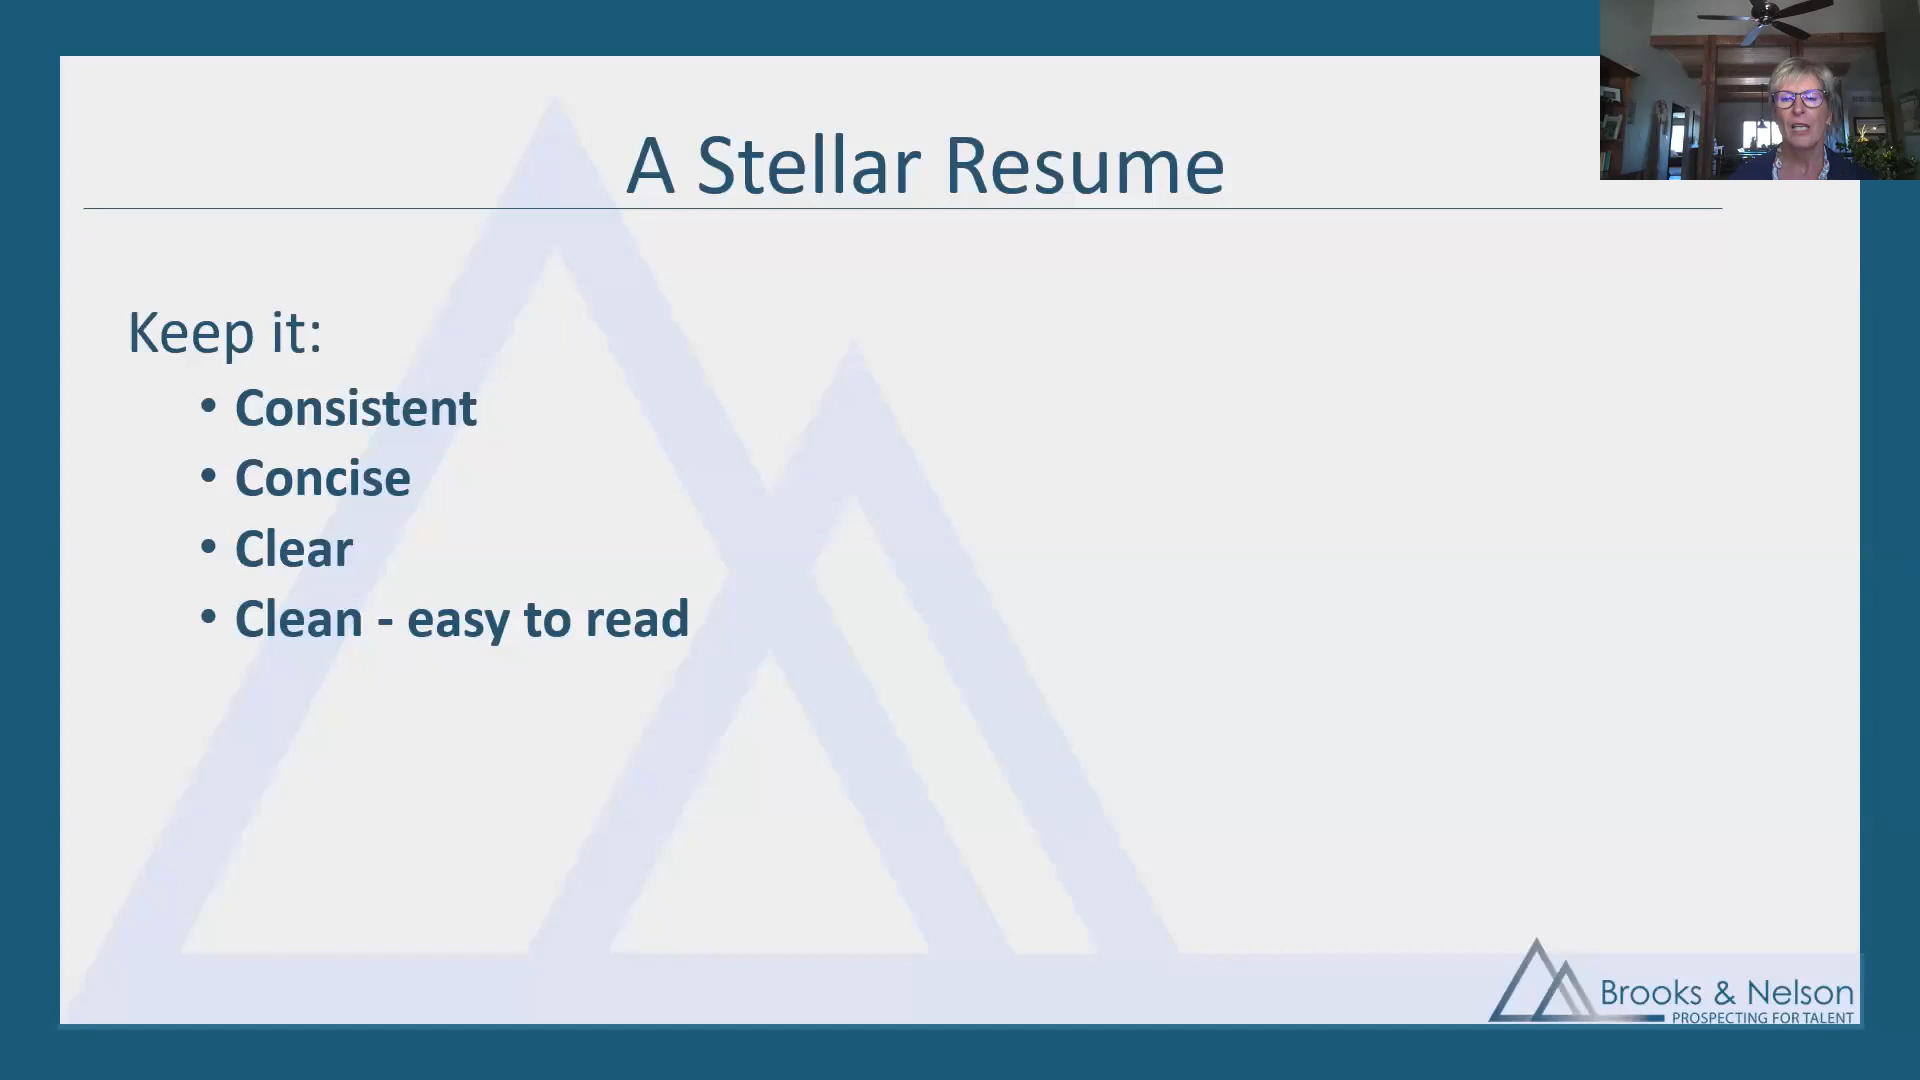 A Stellar Resume
Keep it:
• Consistent
• Concise
• Clear
• Clean - easy to read
Brooks & Nelson
PROSPECTING FOR TALENT